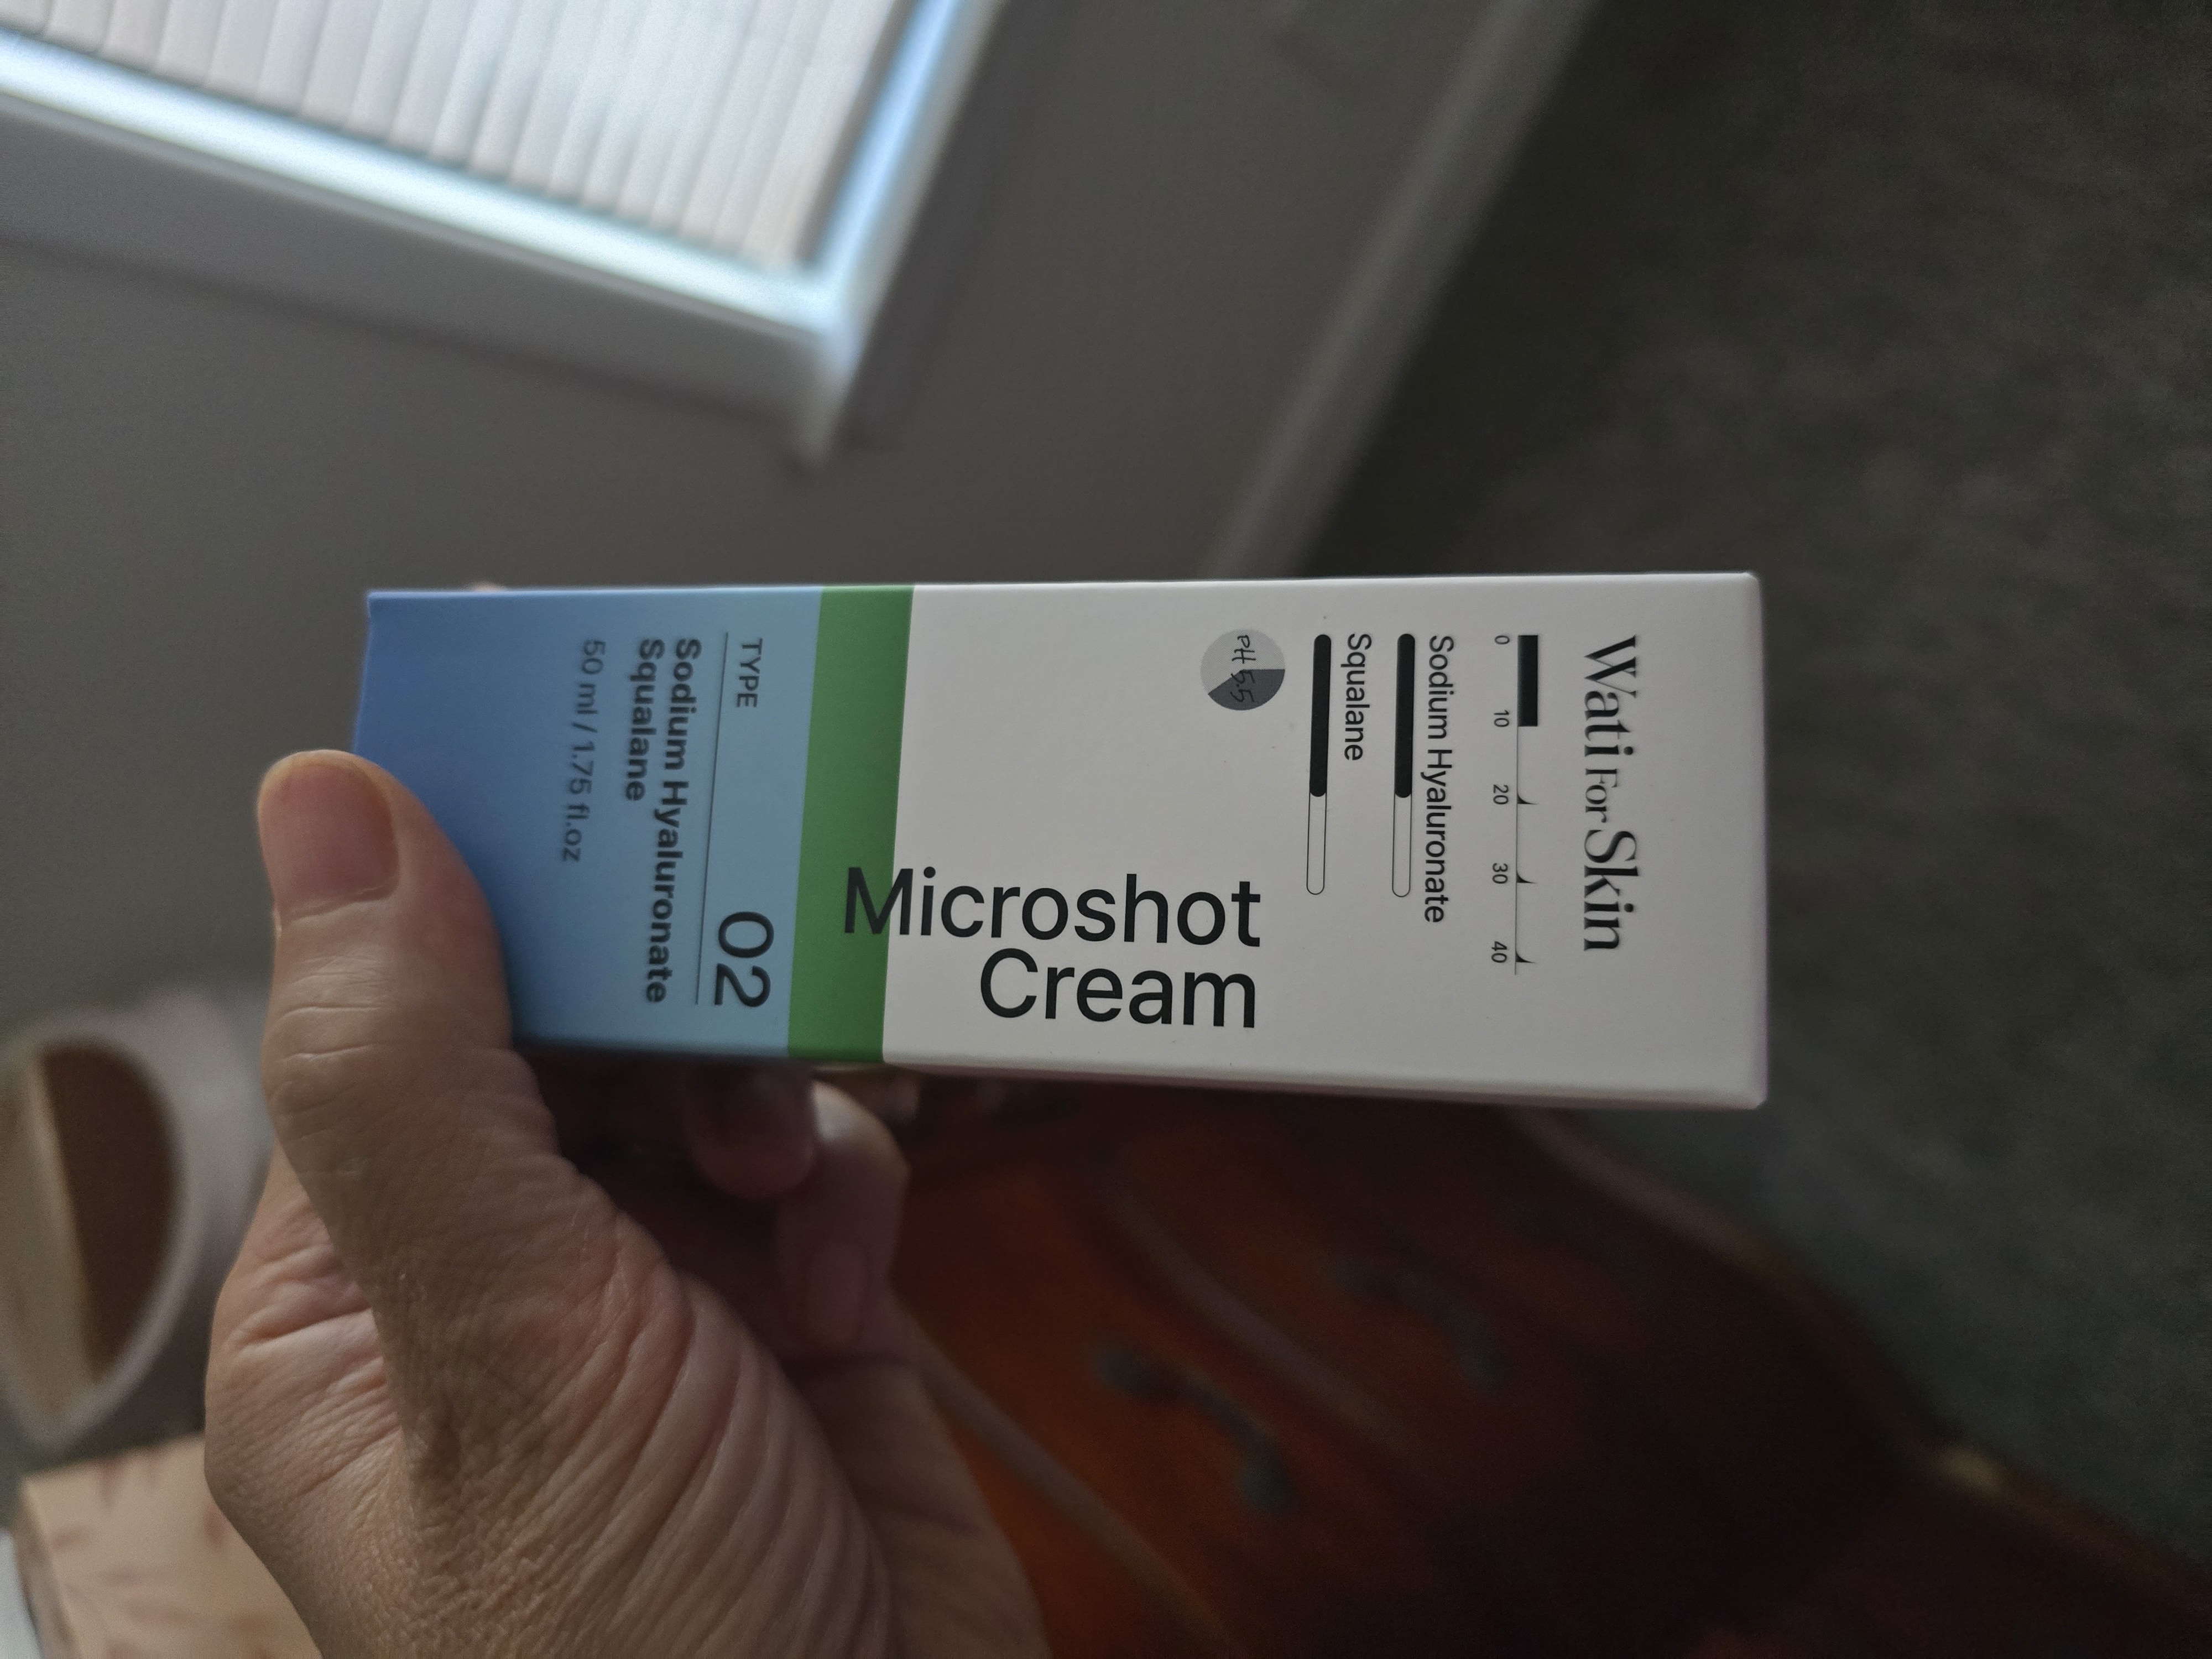 Wati For Skin
0 10 20 30 40
Sodium Hyaluronate
Squalane
pH 5.5
Microshot
Cream
TYPE 02
Sodium Hyaluronate
Squalane
50 ml / 1.75 fl.oz